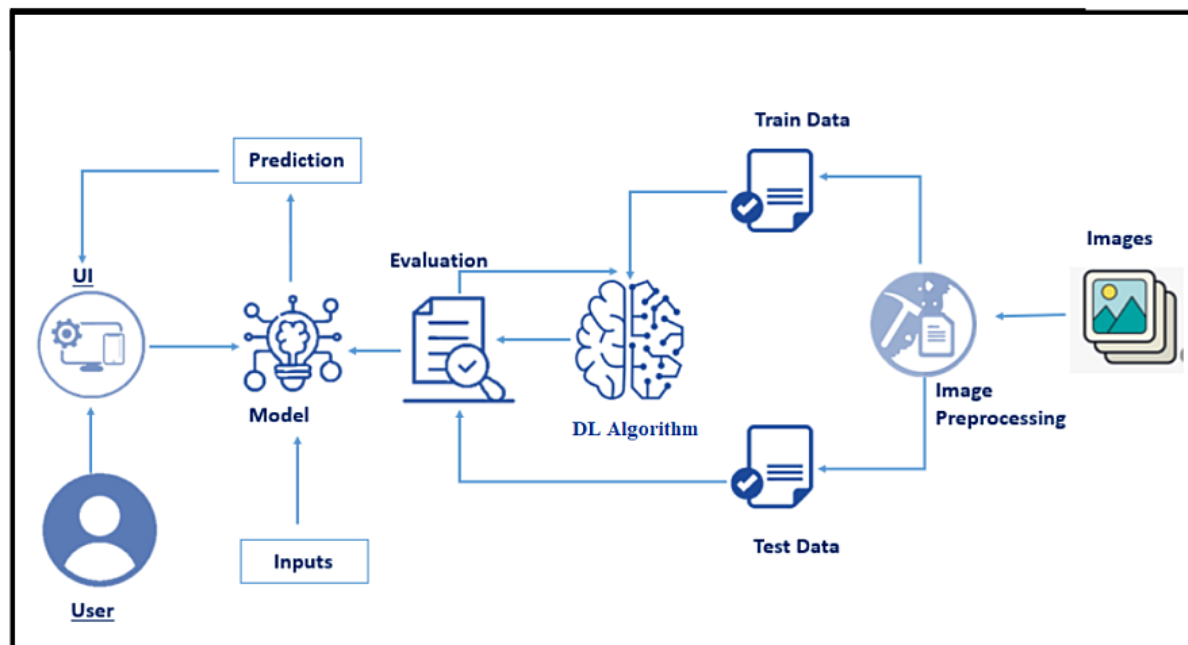 Train Data
Prediction
Images
Evaluation
UI
Model
Image
Preprocessing
DL Algorithm
Test Data
Inputs
User